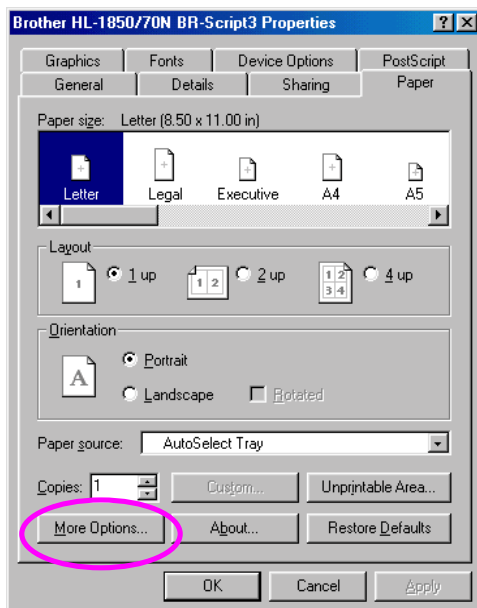 Brother HL-1850/70N BR-Script3 Properties ? X
Graphics Fonts Device Options PostScript
General Details Sharing Paper
Paper size: Letter (8.50 x 11.00 in)
Letter Legal Executive A4 A5
Layout
1 1 up 1 2 2 up 1 2 3 4 4 up
Orientation
A Portrait
Landscape Rotated
Paper source: AutoSelect Tray
Copies: 1 Custom... Unprintable Area...
More Options... About... Restore Defaults
OK Cancel Apply